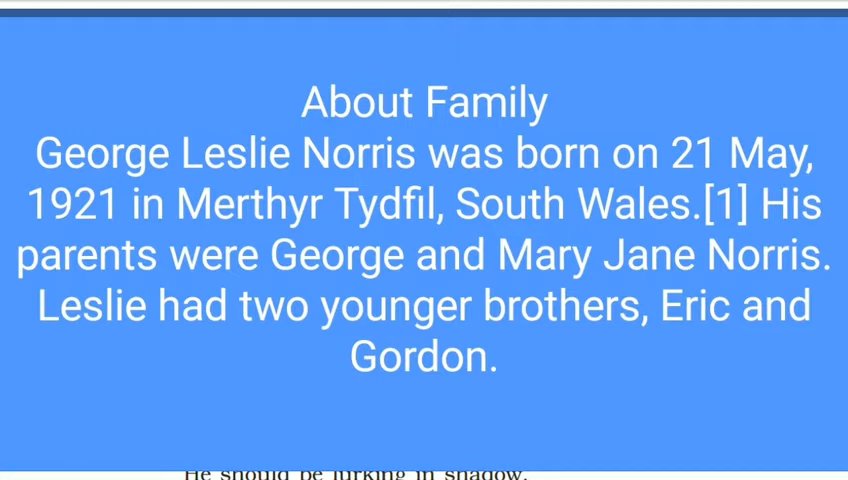 About Family
George Leslie Norris was born on 21 May,
1921 in Merthyr Tydfil, South Wales.[1] His
parents were George and Mary Jane Norris.
Leslie had two younger brothers, Eric and
Gordon.
He should be lurking in shadow,